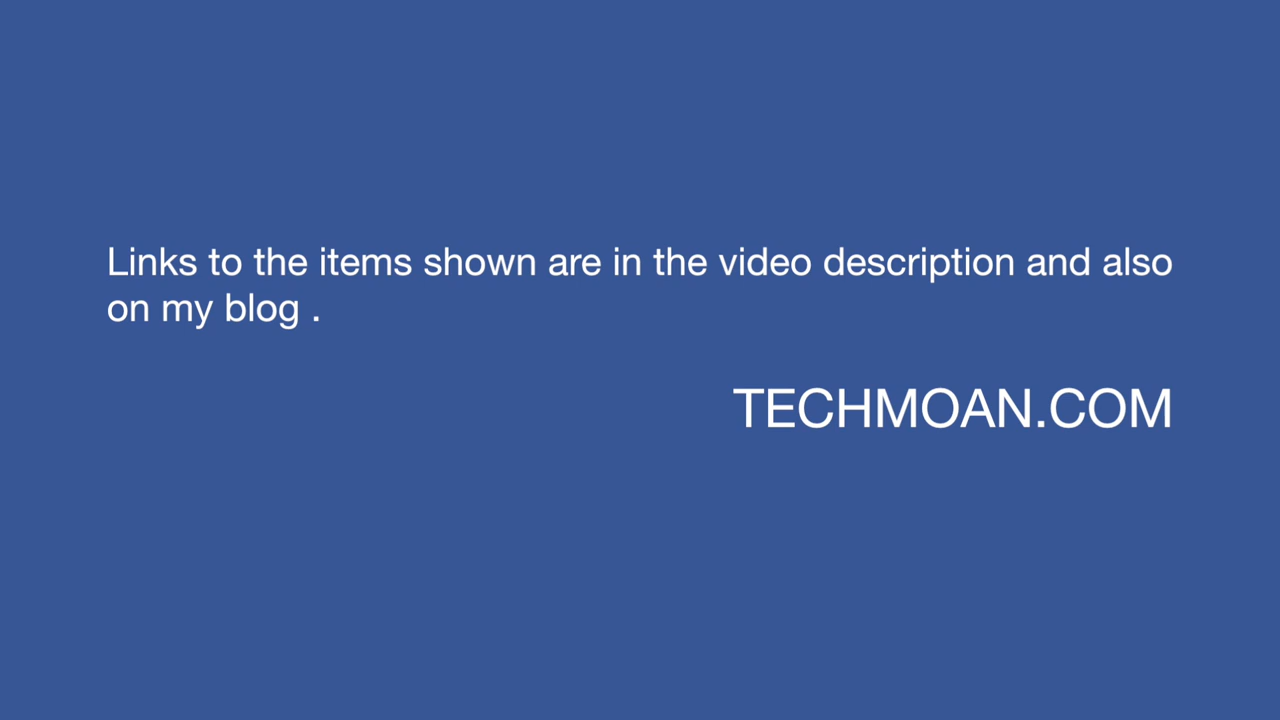 Links to the items shown are in the video description and also
on my blog .
TECHMOAN.COM